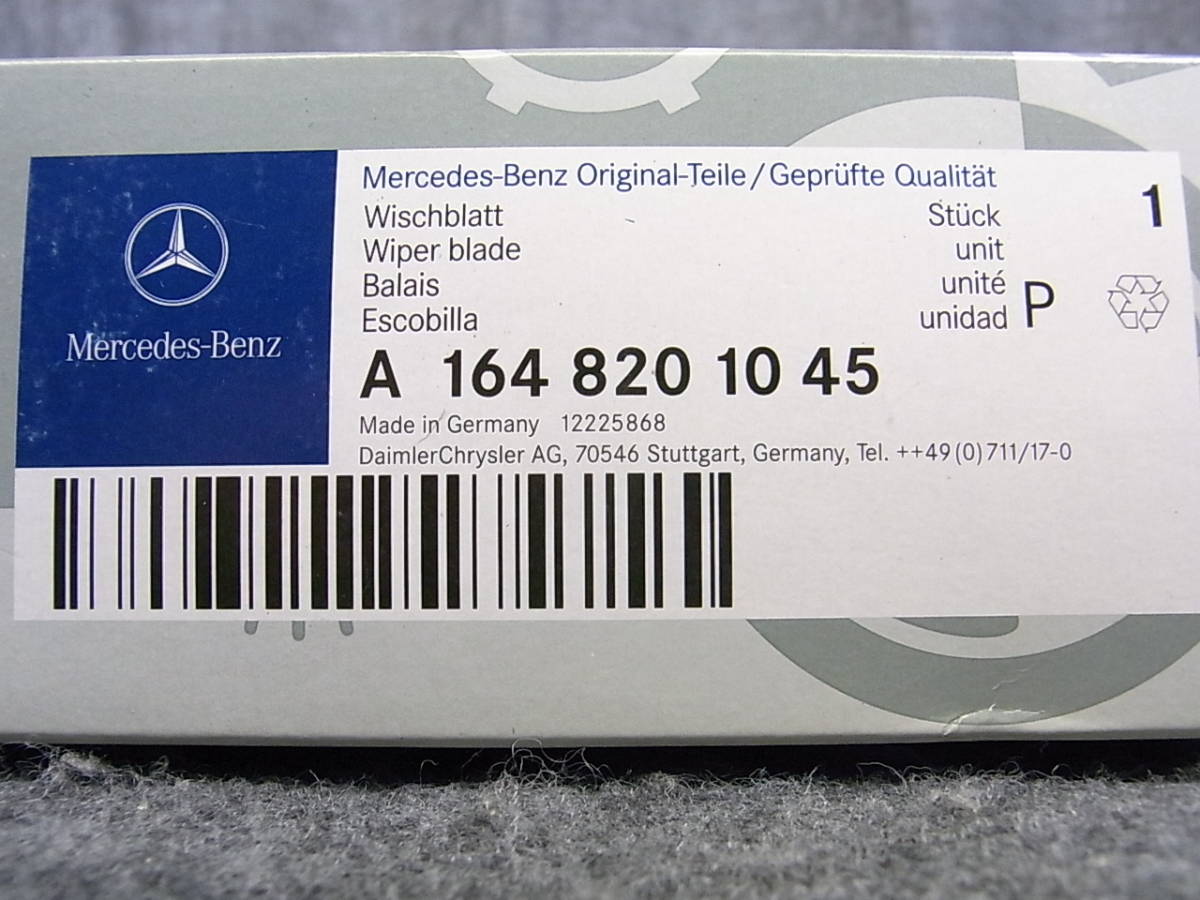 Mercedes-Benz
Mercedes-Benz Original-Teile/Geprüfte Qualität
Wischblatt Stück 1
Wiper blade unit
Balais unité
Escobilla unidad P
A 164 820 10 45
Made in Germany 12225868
DaimlerChrysler AG, 70546 Stuttgart, Germany, Tel. ++49(0)711/17-0